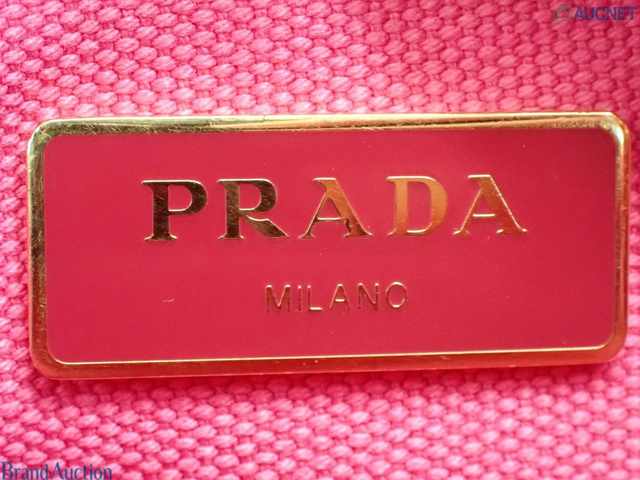 AUCNET
PRADA
MILANO
Brand Auction